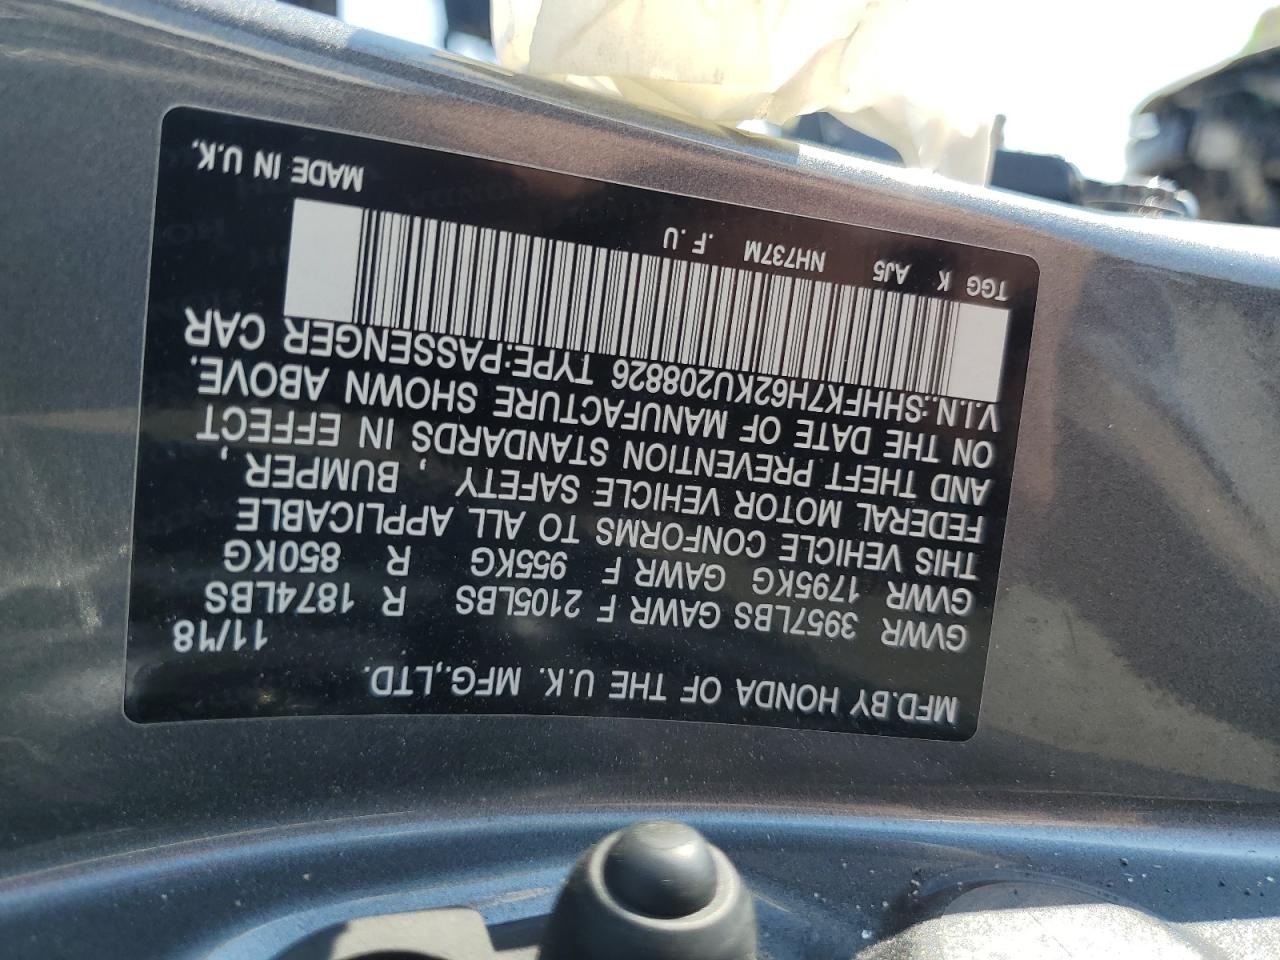 MFD.BY HONDA OF THE U.K. MFG.,LTD. 11/18
GVWR 3957LBS GAWR F 2105LBS R 1874LBS
GVWR 1795KG GAWR F 955KG R 850KG
THIS VEHICLE CONFORMS TO ALL APPLICABLE
FEDERAL MOTOR VEHICLE SAFETY , BUMPER ,
AND THEFT PREVENTION STANDARDS IN EFFECT
ON THE DATE OF MANUFACTURE SHOWN ABOVE.
V.I.N.:SHHFK7H62KU208826 TYPE:PASSENGER CAR
TGG K AJ5 NH737M .F.U MADE IN U.K.